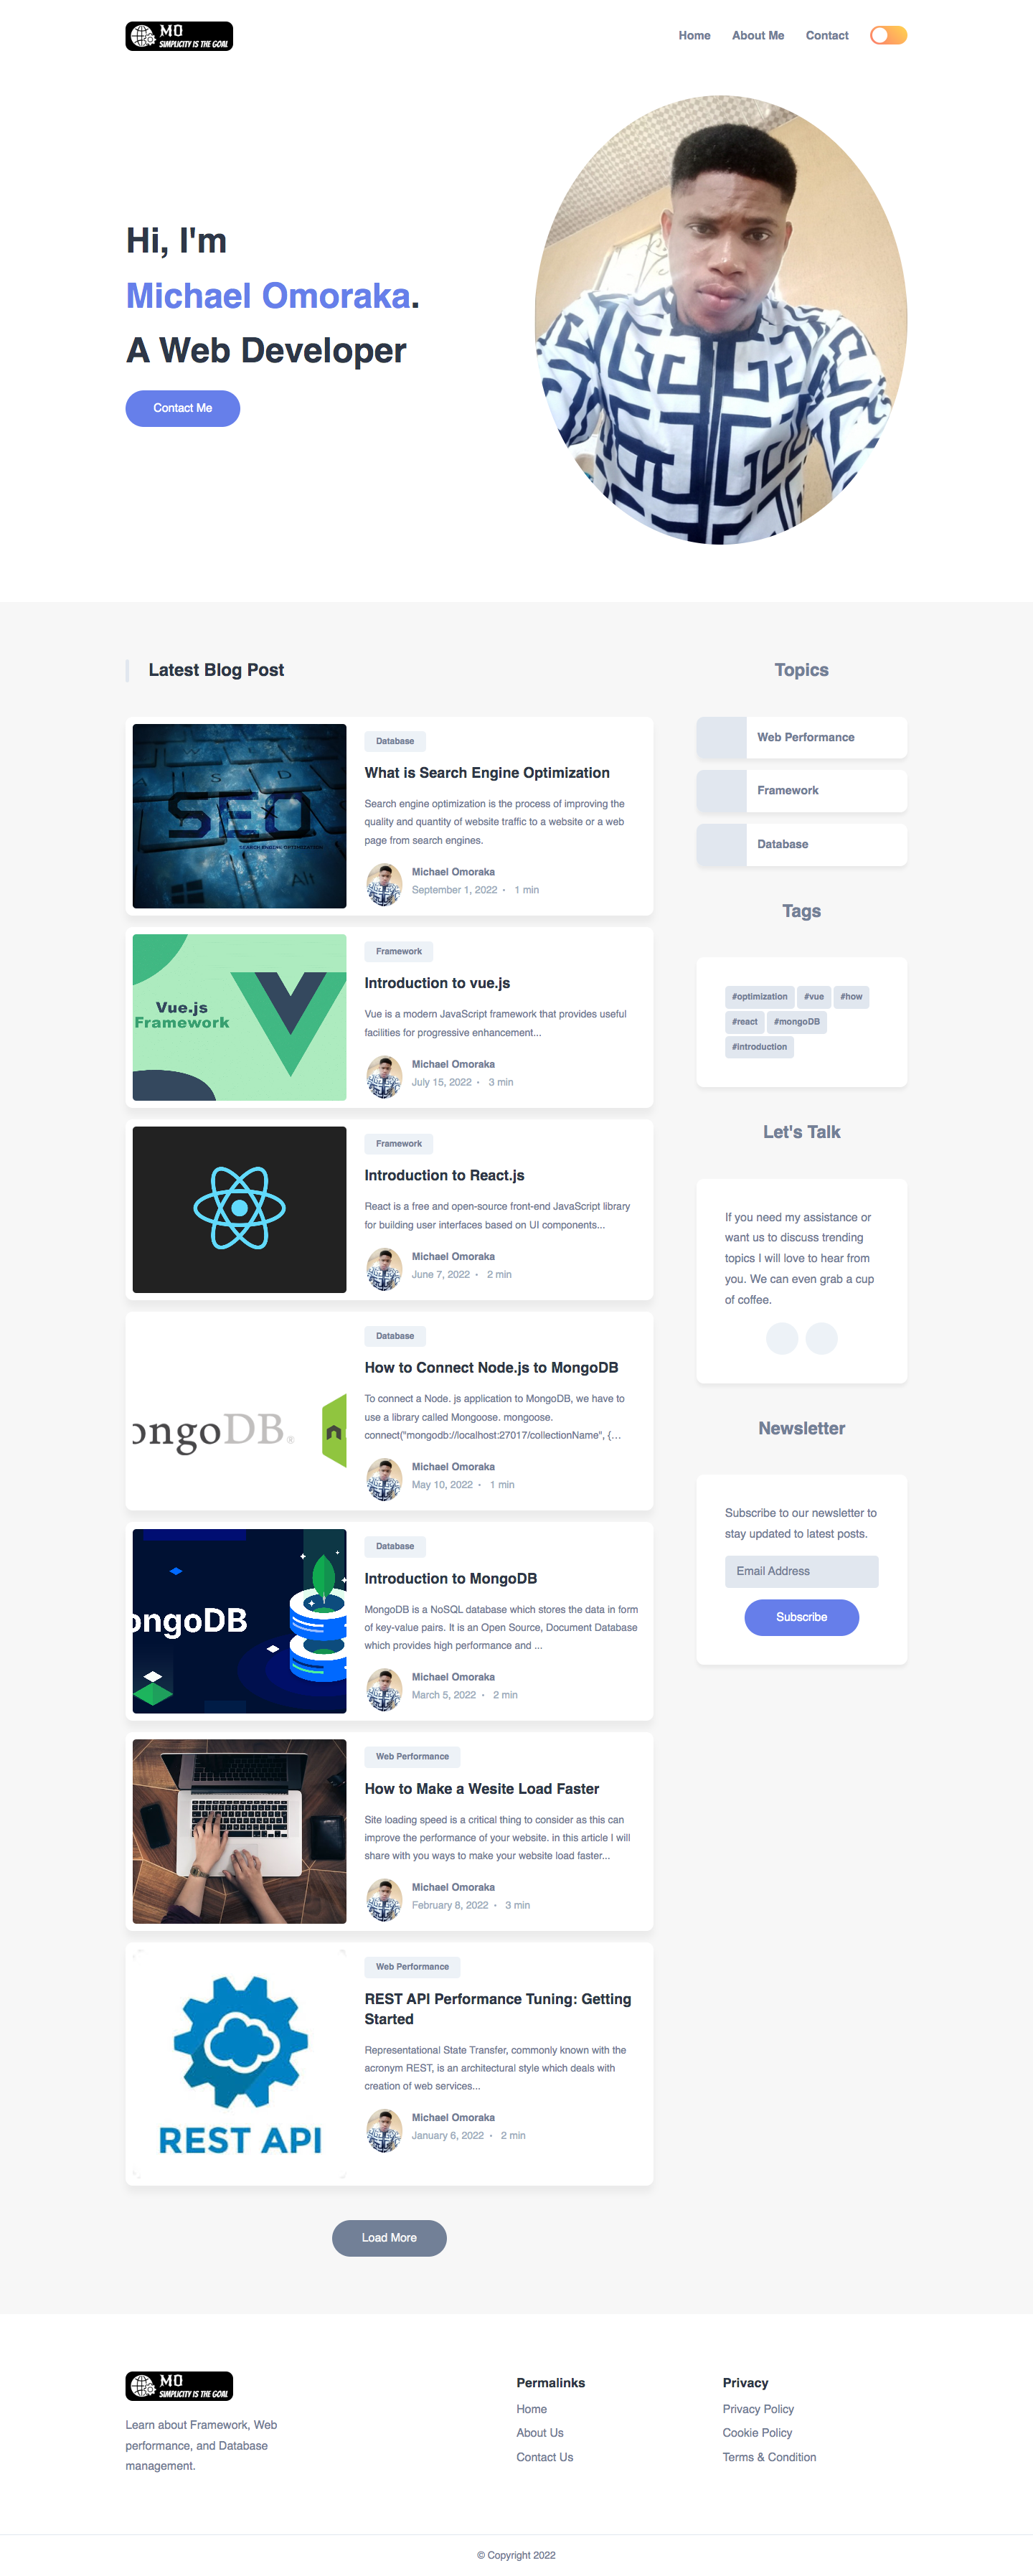 MO
SIMPLICITY IS THE GOAL
Home
About Me
Contact
Hi, I'm
Michael Omoraka.
A Web Developer
Contact Me
Latest Blog Post
S D
SEO
SEARCH ENGINE OPTIMIZATION
Alt
Database
What is Search Engine Optimization
Search engine optimization is the process of improving the
quality and quantity of website traffic to a website or a web
page from search engines.
Michael Omoraka
September 1, 2022 • 1 min
Vue.js
Framework
Framework
Introduction to vue.js
Vue is a modern JavaScript framework that provides useful
facilities for progressive enhancement...
Michael Omoraka
July 15, 2022 • 3 min
Framework
Introduction to React.js
React is a free and open-source front-end JavaScript library
for building user interfaces based on UI components...
Michael Omoraka
June 7, 2022 • 2 min
ongoDB®
Database
How to Connect Node.js to MongoDB
To connect a Node. js application to MongoDB, we have to
use a library called Mongoose. mongoose.
connect("mongodb://localhost:27017/collectionName", {...
Michael Omoraka
May 10, 2022 • 1 min
ongoDB
Database
Introduction to MongoDB
MongoDB is a NoSQL database which stores the data in form
of key-value pairs. It is an Open Source, Document Database
which provides high performance and ...
Michael Omoraka
March 5, 2022 • 2 min
Web Performance
How to Make a Wesite Load Faster
Site loading speed is a critical thing to consider as this can
improve the performance of your website. in this article I will
share with you ways to make your website load faster...
Michael Omoraka
February 8, 2022 • 3 min
REST API
Web Performance
REST API Performance Tuning: Getting
Started
Representational State Transfer, commonly known with the
acronym REST, is an architectural style which deals with
creation of web services...
Michael Omoraka
January 6, 2022 • 2 min
Load More
Topics
Web Performance
Framework
Database
Tags
#optimization #vue #how
#react #mongoDB
#introduction
Let's Talk
If you need my assistance or
want us to discuss trending
topics I will love to hear from
you. We can even grab a cup
of coffee.
Newsletter
Subscribe to our newsletter to
stay updated to latest posts.
Email Address
Subscribe
MO
SIMPLICITY IS THE GOAL
Learn about Framework, Web
performance, and Database
management.
Permalinks
Home
About Us
Contact Us
Privacy
Privacy Policy
Cookie Policy
Terms & Condition
© Copyright 2022